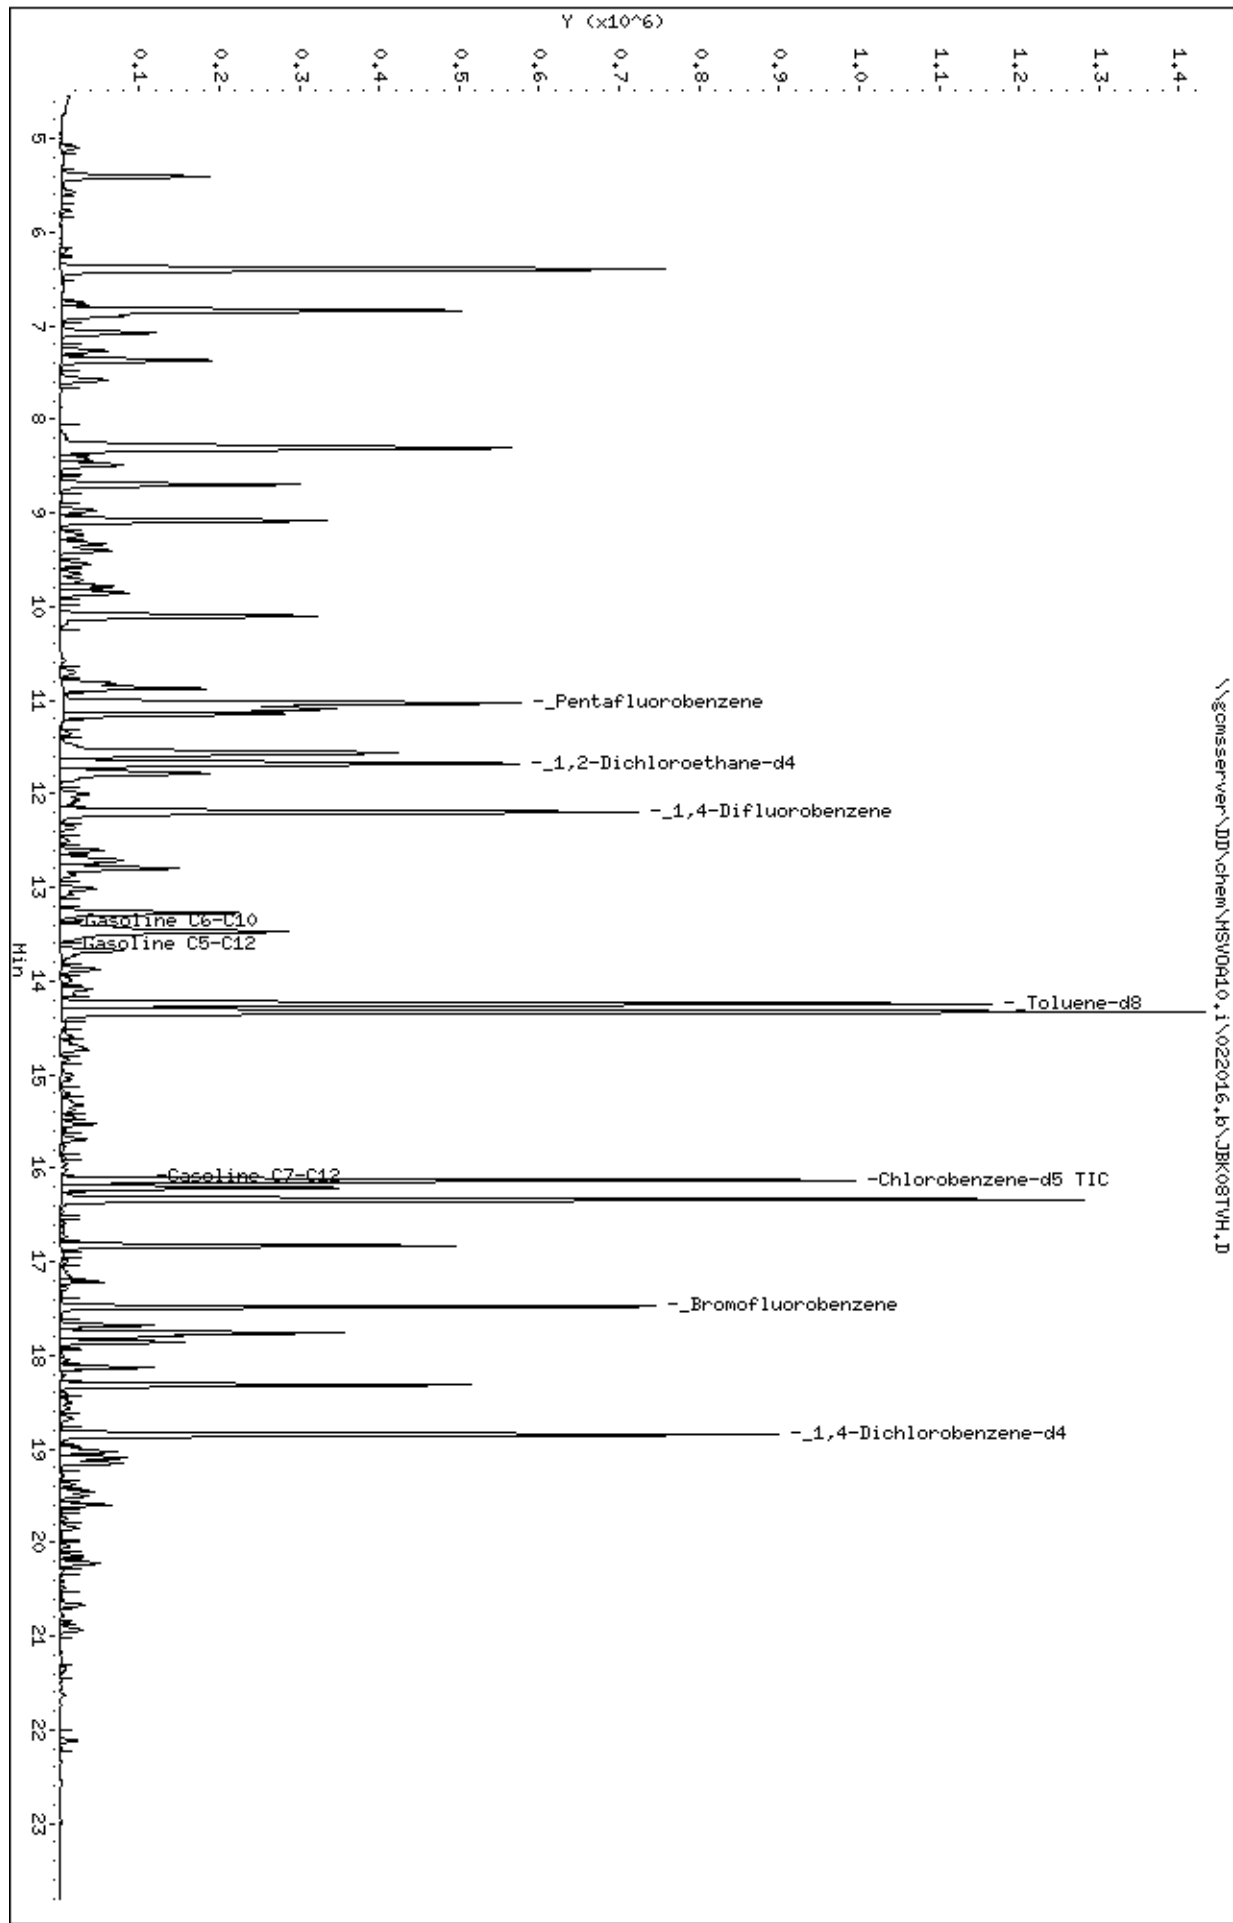 Y (x10^6)
0.1
0.2
0.3
0.4
0.5
0.6
0.7
0.8
0.9
1.0
1.1
1.2
1.3
1.4
\\gcmsserver\DD\chem\MSVOA10.i\022016.b\JBK08TVH.D
5
6
7
8
9
10
11
12
13
14
15
16
17
18
19
20
21
22
23
Min
-_Pentafluorobenzene
-_1,2-Dichloroethane-d4
-_1,4-Difluorobenzene
-Gasoline C6-C10
-Gasoline C5-C12
-_Toluene-d8
-Gasoline C7-C12
-Chlorobenzene-d5 TIC
-_Bromofluorobenzene
-_1,4-Dichlorobenzene-d4